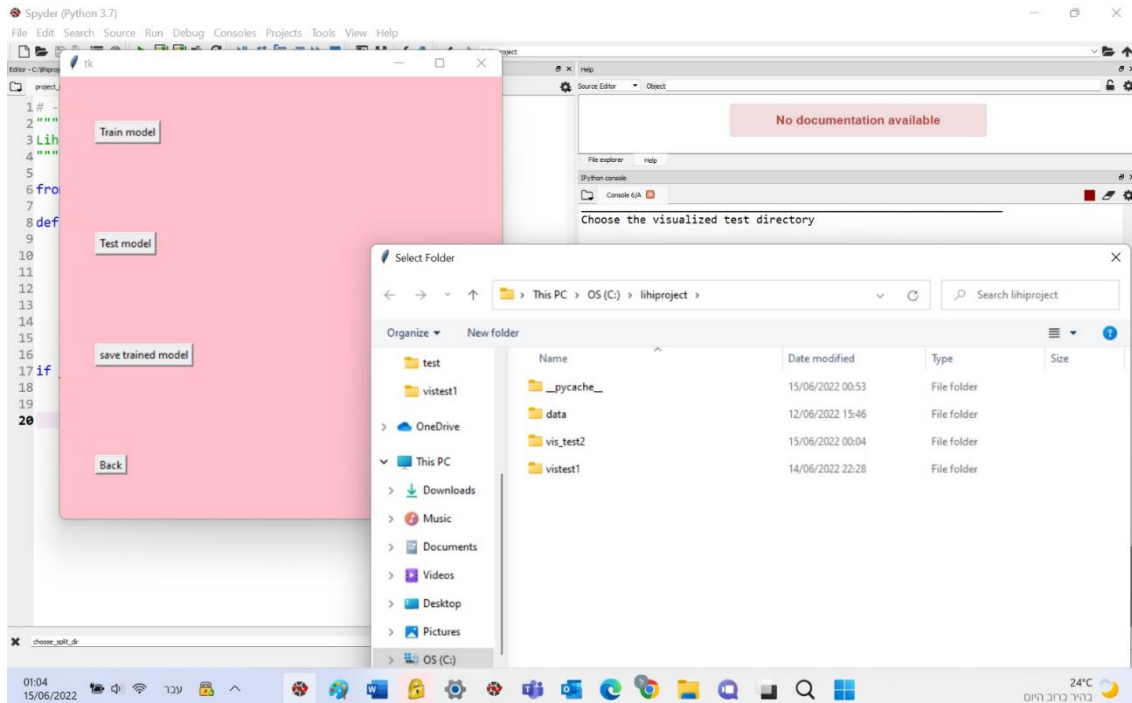 Spyder (Python 3.7)
File Edit Search Source Run Debug Consoles Projects Tools View Help
tk
Train model
Test model
save trained model
Back
1 # -
2 """
3 Lih
4 """
5
6 fro
7
8 def
9
10
11
12
13
14
15
16
17 if
18
19
20
Help
Source Editor Object
No documentation available
File explorer Help
IPython console
Console 6/A
Choose the visualized test directory
Select Folder
This PC > OS (C:) > lihiproject >
Search lihiproject
Organize New folder
Name Date modified Type Size
test
vistest1
OneDrive
This PC
Downloads
Music
Documents
Videos
Desktop
Pictures
OS (C:)
__pycache__ 15/06/2022 00:53 File folder
data 12/06/2022 15:46 File folder
vis_test2 15/06/2022 00:04 File folder
vistest1 14/06/2022 22:28 File folder
choose_split_dir
01:04
15/06/2022
עבר
24°C
בהיר ברוב היום